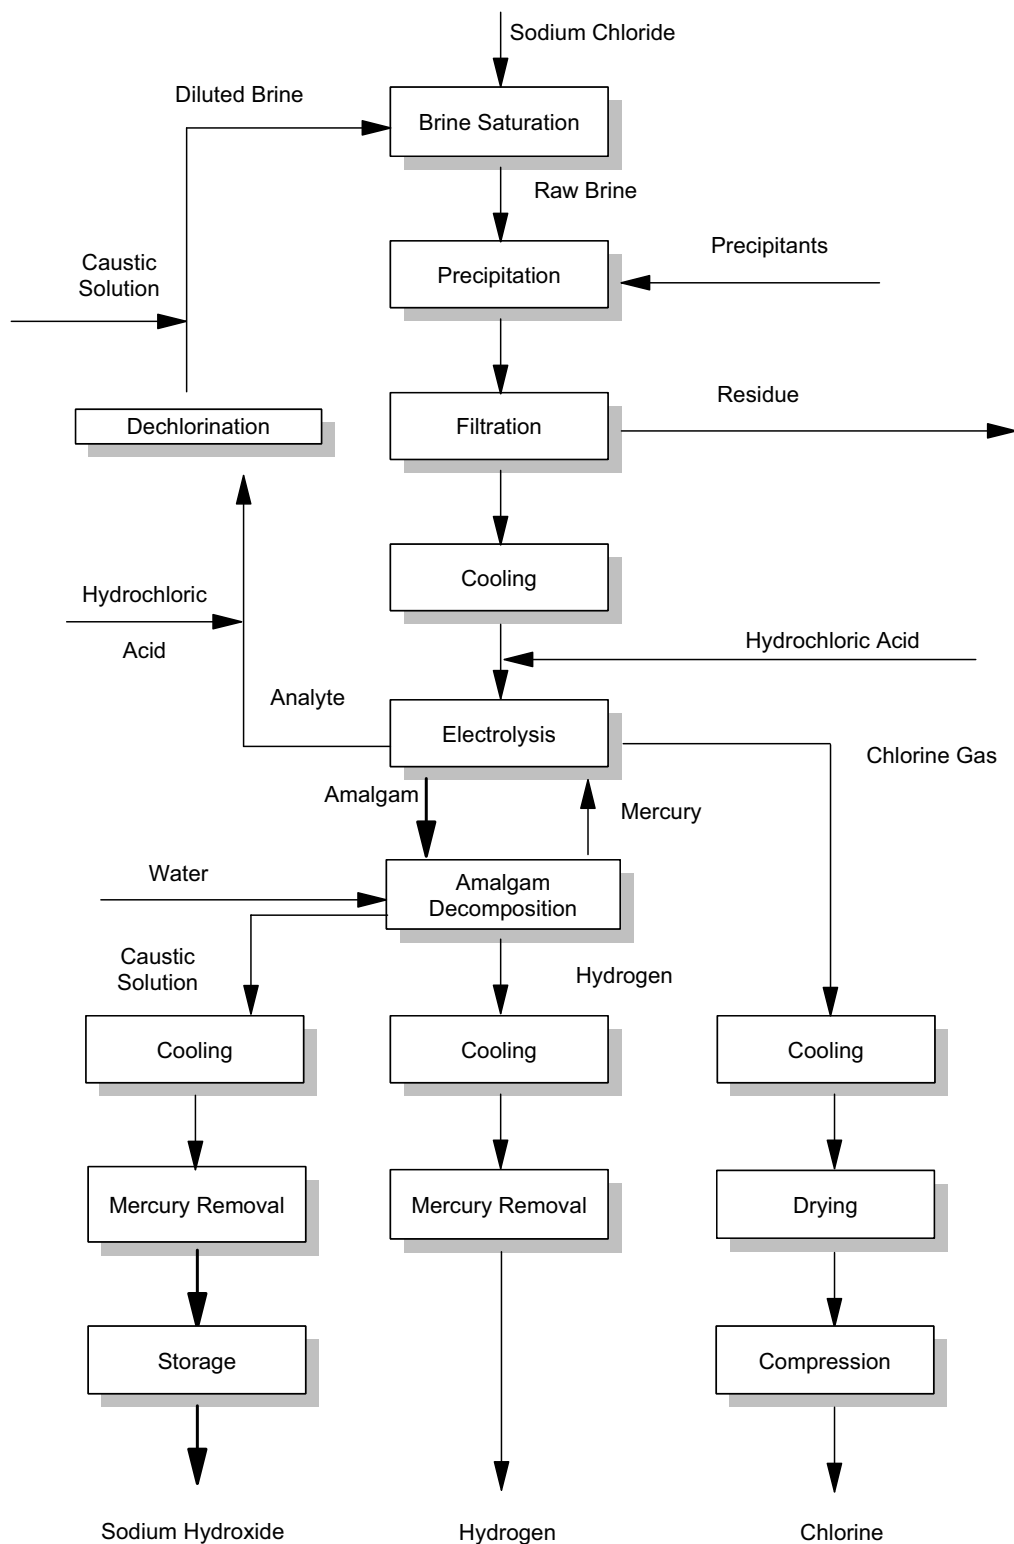 Sodium Chloride
Diluted Brine
Brine Saturation
Raw Brine
Precipitants
Caustic
Solution
Precipitation
Residue
Dechlorination
Filtration
Cooling
Hydrochloric
Acid
Hydrochloric Acid
Analyte
Electrolysis
Chlorine Gas
Amalgam
Mercury
Water
Amalgam
Decomposition
Caustic
Solution
Hydrogen
Cooling
Cooling
Cooling
Mercury Removal
Mercury Removal
Drying
Storage
Compression
Sodium Hydroxide
Hydrogen
Chlorine